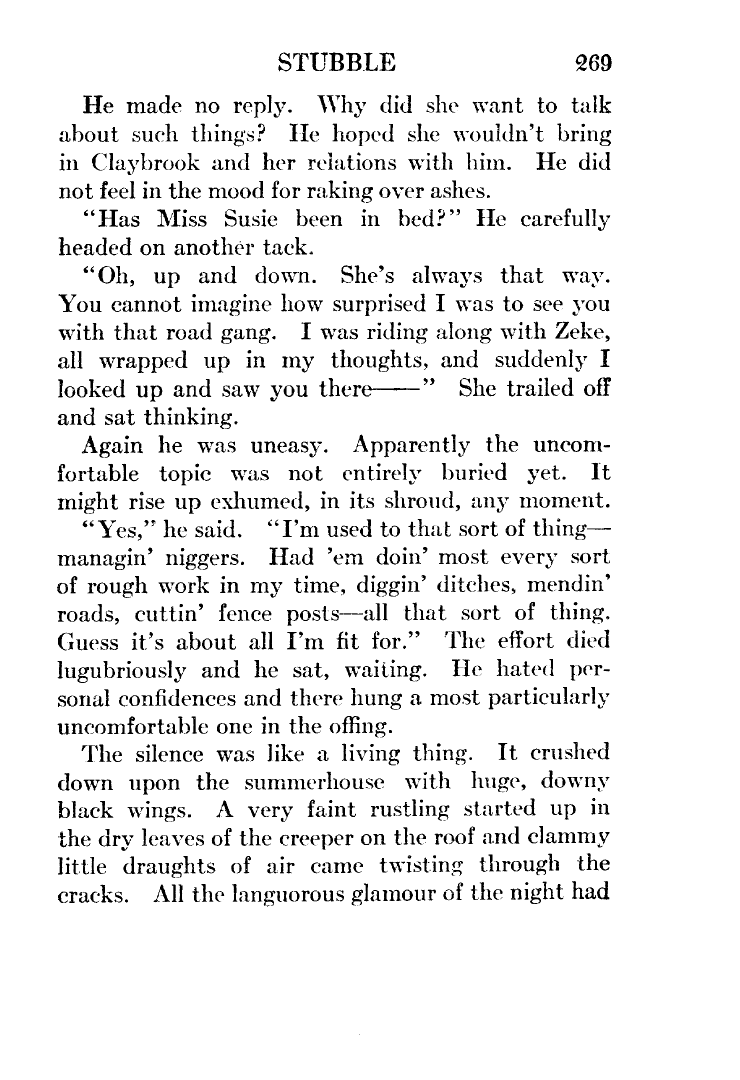 STUBBLE 269
He made no reply. Why did she want to talk
about such things? He hoped she wouldn't bring
in Claybrook and her relations with him. He did
not feel in the mood for raking over ashes.
"Has Miss Susie been in bed?" He carefully
headed on another tack.
"Oh, up and down. She's always that way.
You cannot imagine how surprised I was to see you
with that road gang. I was riding along with Zeke,
all wrapped up in my thoughts, and suddenly I
looked up and saw you there——" She trailed off
and sat thinking.
Again he was uneasy. Apparently the uncom-
fortable topic was not entirely buried yet. It
might rise up exhumed, in its shroud, any moment.
"Yes," he said. "I'm used to that sort of thing—
managin' niggers. Had 'em doin' most every sort
of rough work in my time, diggin' ditches, mendin'
roads, cuttin' fence posts—all that sort of thing.
Guess it's about all I'm fit for." The effort died
lugubriously and he sat, waiting. He hated per-
sonal confidences and there hung a most particularly
uncomfortable one in the offing.
The silence was like a living thing. It crushed
down upon the summerhouse with huge, downy
black wings. A very faint rustling started up in
the dry leaves of the creeper on the roof and clammy
little draughts of air came twisting through the
cracks. All the languorous glamour of the night had